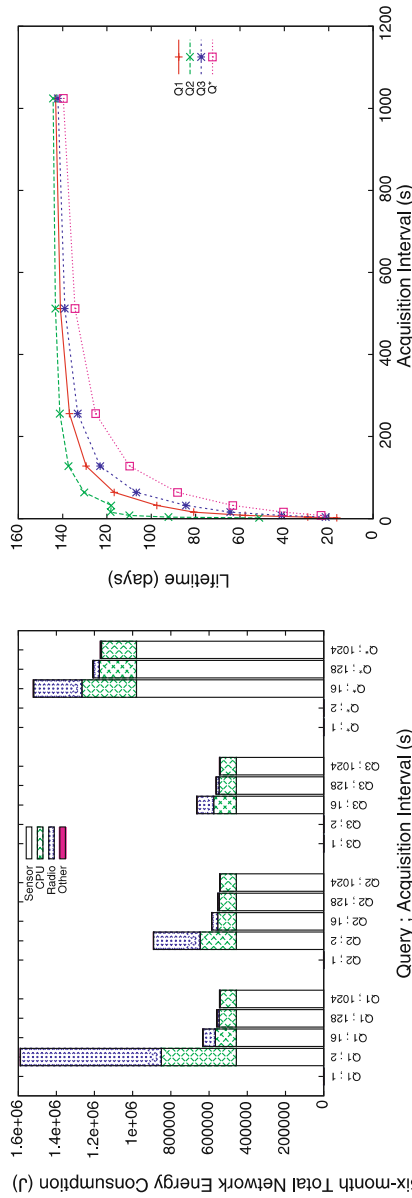 Six-month Total Network Energy Consumption (J)
1.6e+06
1.4e+06
1.2e+06
1e+06
800000
600000
400000
200000
0
Sensor
CPU
Radio
Other
Q1 ; 1
Q1 ; 2
Q1 ; 16
Q1 ; 128
Q1 ; 1024
Q2 ; 1
Q2 ; 2
Q2 ; 16
Q2 ; 128
Q2 ; 1024
Q3 ; 1
Q3 ; 2
Q3 ; 16
Q3 ; 128
Q3 ; 1024
Q*; 1
Q*; 2
Q*; 16
Q*; 128
Q*; 1024
Query ; Acquisition Interval (s)
Lifetime (days)
160
140
120
100
80
60
40
20
0
Q1
Q2
Q3
Q*
0
200
400
600
800
1000
1200
Acquisition Interval (s)